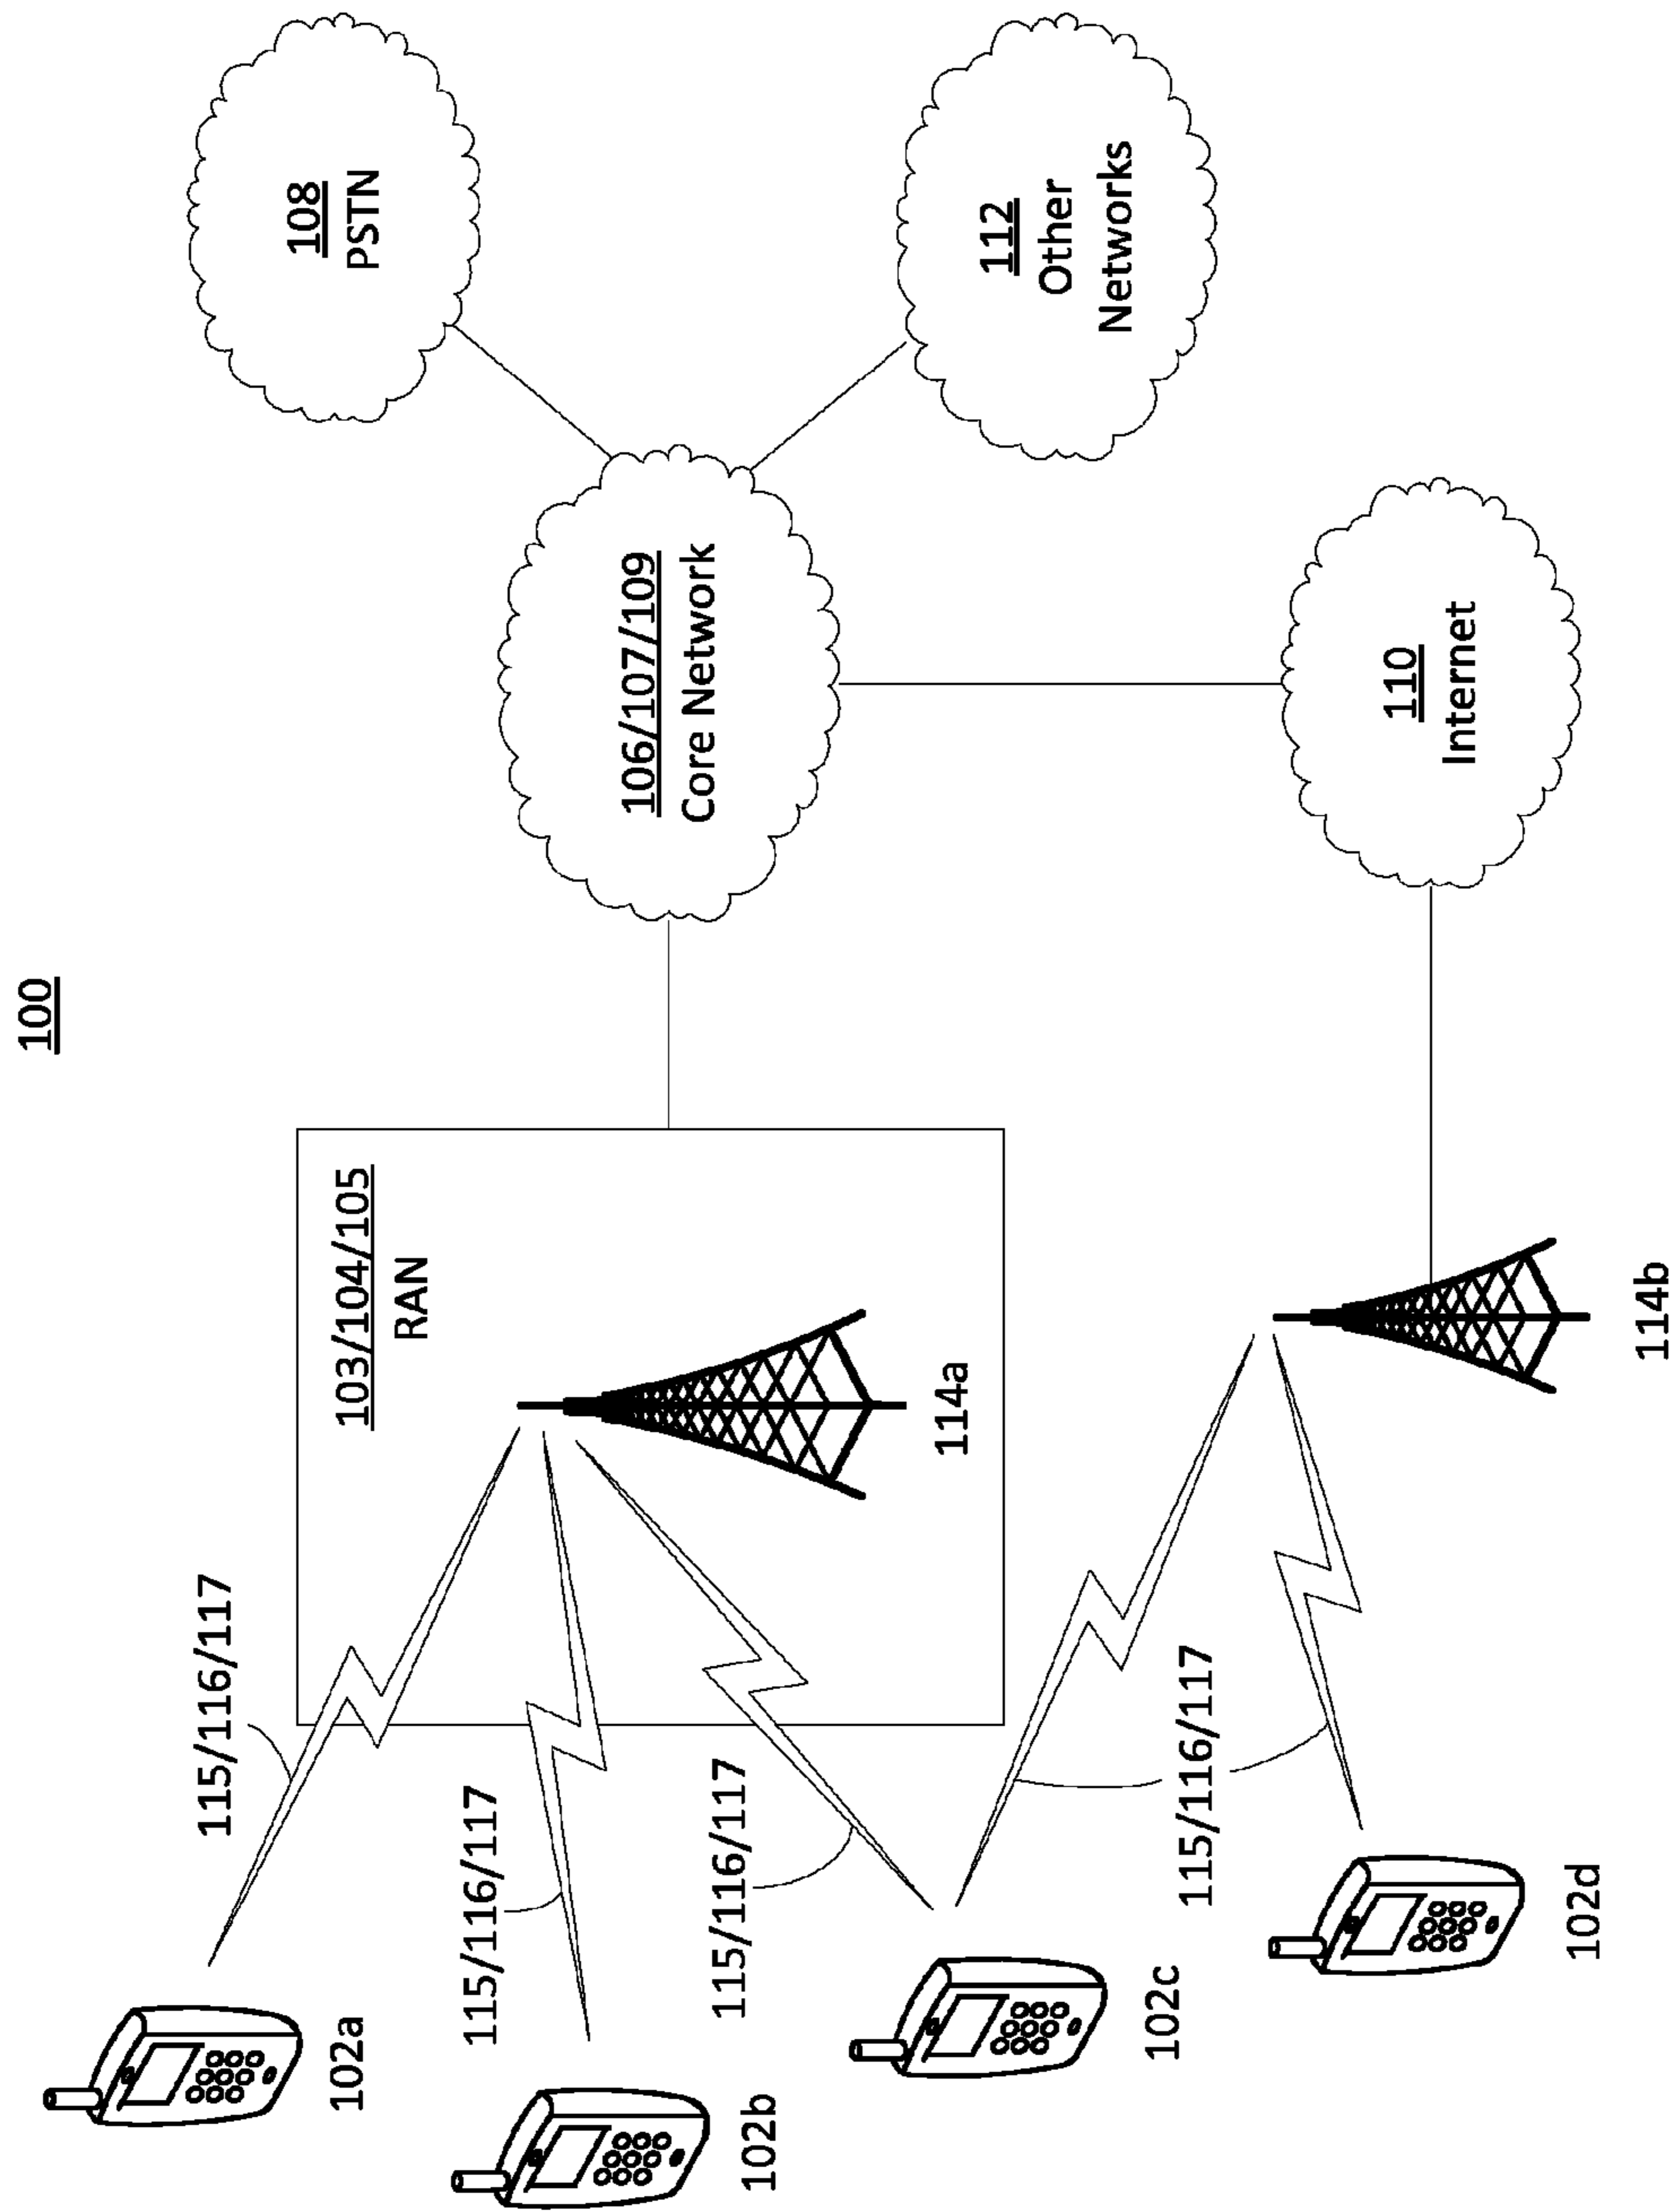 100
115/116/117
103/104/105
RAN
108
PSTN
102a
114a
106/107/109
Core Network
115/116/117
102b
112
Other
Networks
115/116/117
102c
115/116/117
110
Internet
102d
114b